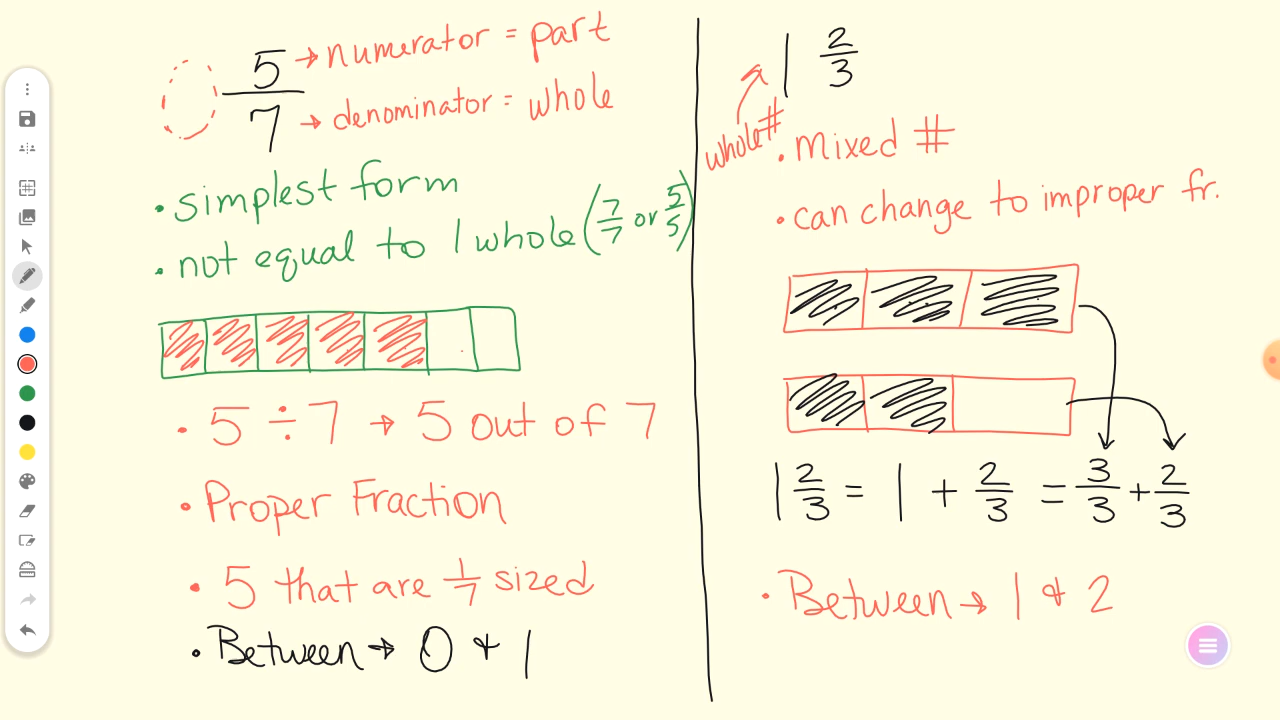 5/7
→ numerator = part
→ denominator = whole
• simplest form
• not equal to 1 whole (7/7 or 5/5)
• 5 ÷ 7 → 5 out of 7
• Proper Fraction
• 5 that are 1/7 sized
• Between → 0 & 1
1 2/3
whole #
• mixed #
• can change to improper fr.
1 2/3 = 1 + 2/3 = 3/3 + 2/3
• Between → 1 & 2